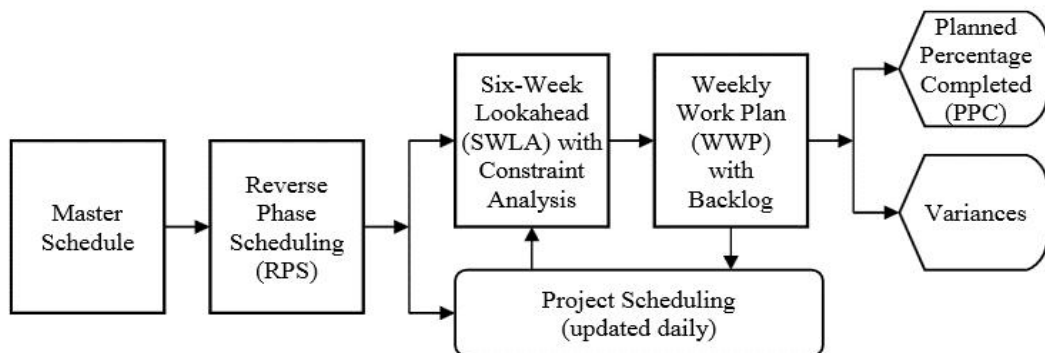 Master
Schedule
Reverse
Phase
Scheduling
(RPS)
Six-Week
Lookahead
(SWLA) with
Constraint
Analysis
Weekly
Work Plan
(WWP)
with
Backlog
Project Scheduling
(updated daily)
Planned
Percentage
Completed
(PPC)
Variances